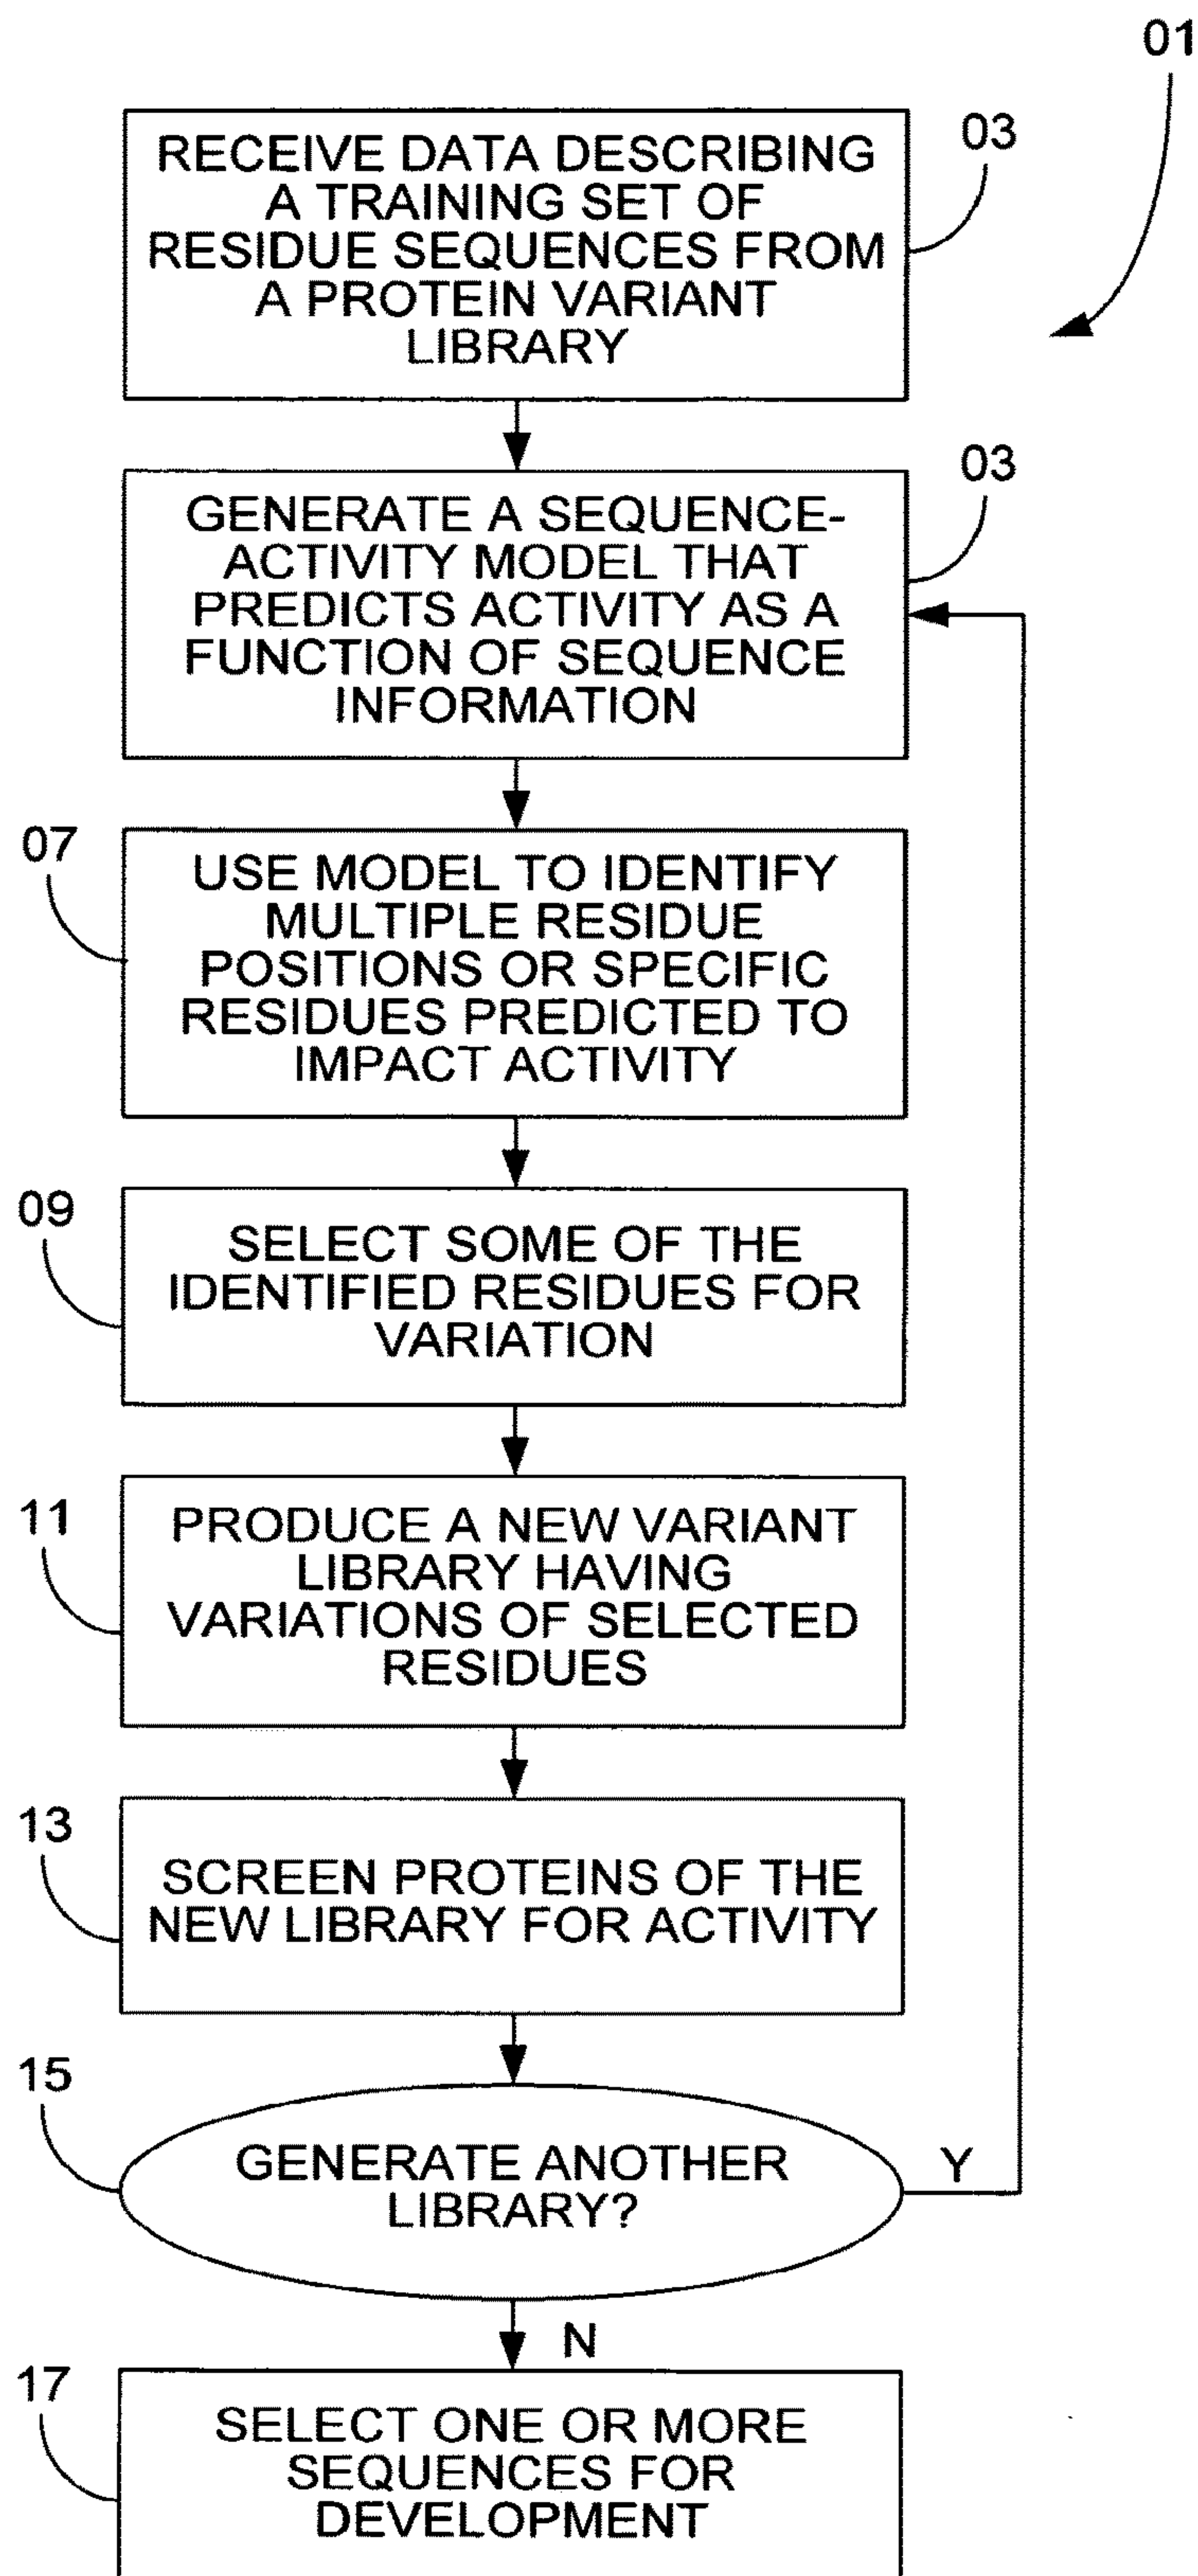 01
RECEIVE DATA DESCRIBING
A TRAINING SET OF
RESIDUE SEQUENCES FROM
A PROTEIN VARIANT
LIBRARY
03
GENERATE A SEQUENCE-
ACTIVITY MODEL THAT
PREDICTS ACTIVITY AS A
FUNCTION OF SEQUENCE
INFORMATION
03
07
USE MODEL TO IDENTIFY
MULTIPLE RESIDUE
POSITIONS OR SPECIFIC
RESIDUES PREDICTED TO
IMPACT ACTIVITY
09
SELECT SOME OF THE
IDENTIFIED RESIDUES FOR
VARIATION
11
PRODUCE A NEW VARIANT
LIBRARY HAVING
VARIATIONS OF SELECTED
RESIDUES
13
SCREEN PROTEINS OF THE
NEW LIBRARY FOR ACTIVITY
15
GENERATE ANOTHER
LIBRARY?
Y
N
17
SELECT ONE OR MORE
SEQUENCES FOR
DEVELOPMENT